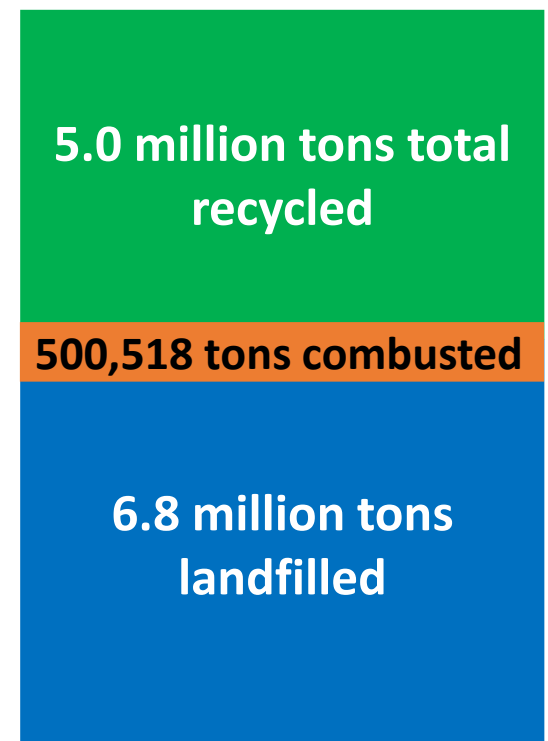 5.0 million tons total
recycled
500,518 tons combusted
6.8 million tons
landfilled